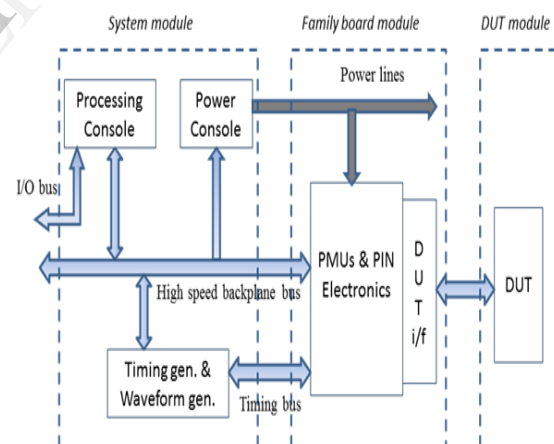 System module
Family board module
DUT module
Power lines
Processing
Console
Power
Console
I/O bus
PMUs & PIN
Electronics
D
U
T
i/f
DUT
High speed backplane bus
Timing gen. &
Waveform gen.
Timing bus